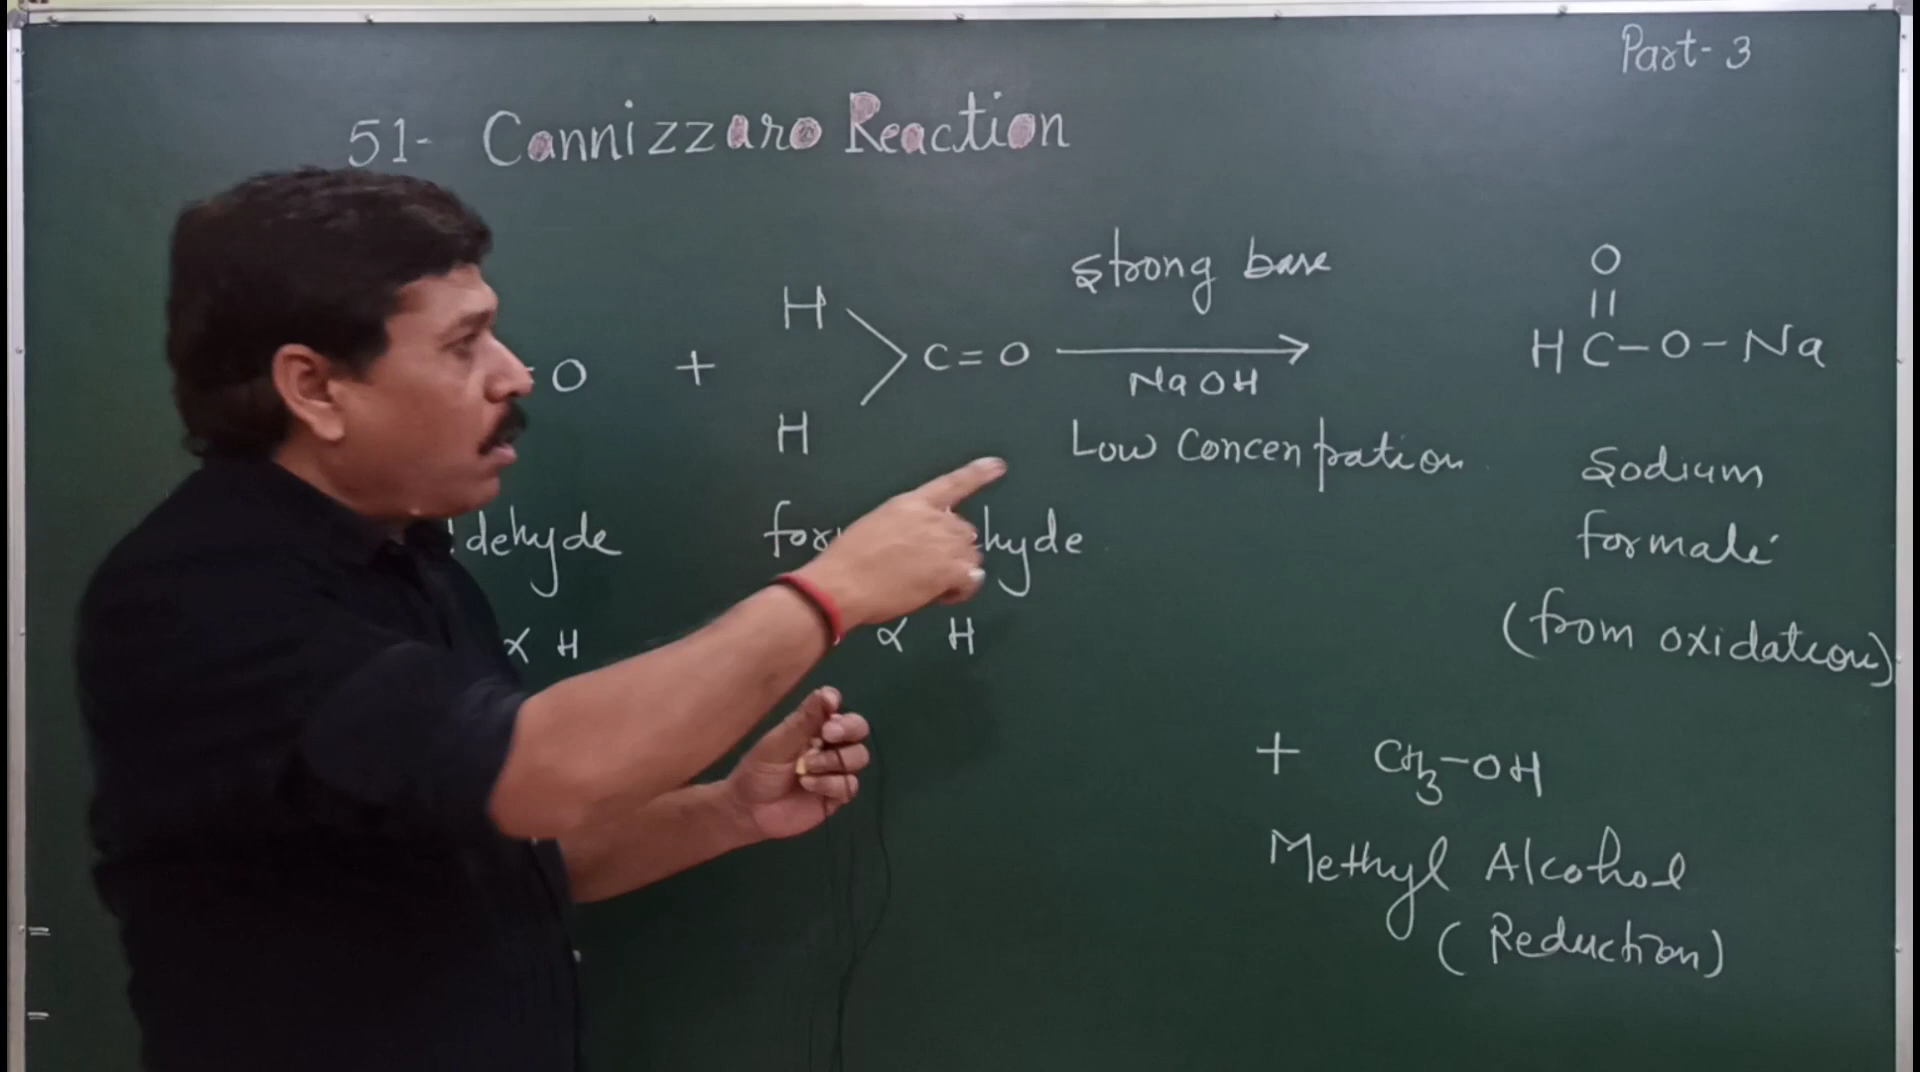 Part-3
51- Cannizzaro Reaction
strong base
O
H
O + C=O NaOH H C-O-Na
H
Low Concentration
Sodium
dehyde for hyde formate
α H α H (from oxidation)
+ CH3-OH
Methyl Alcohol
(Reduction)